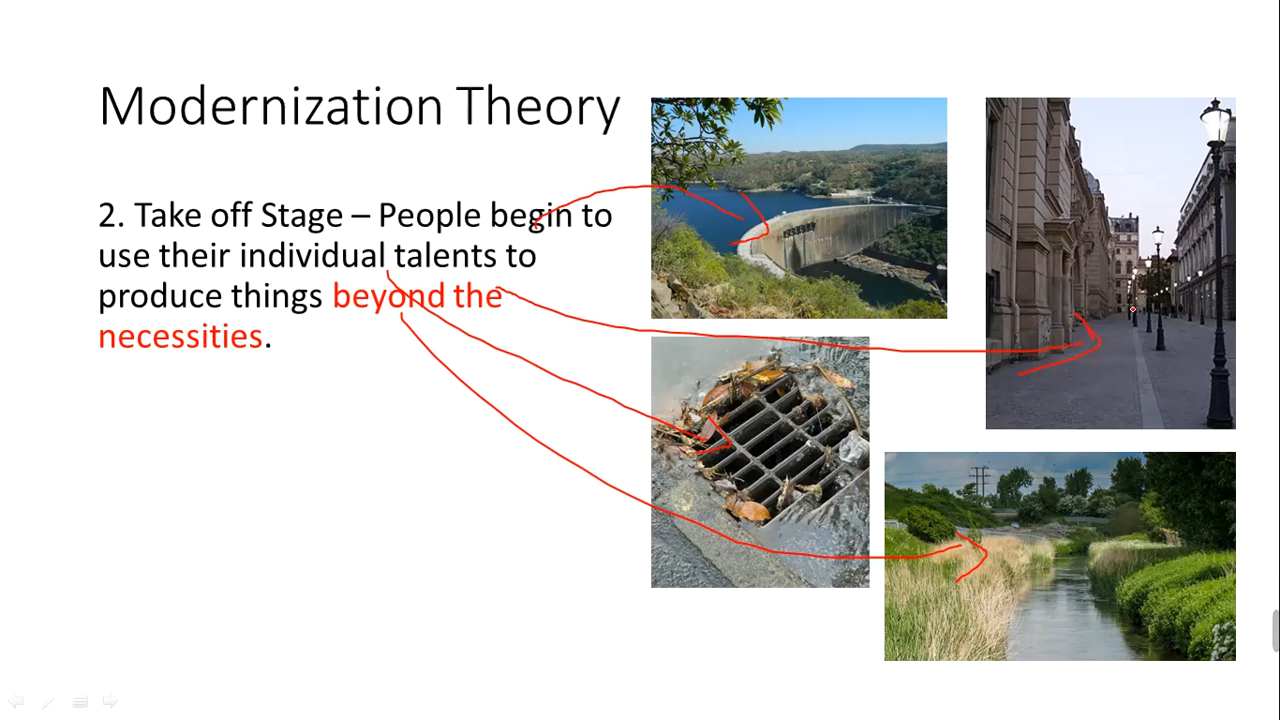 Modernization Theory
2. Take off Stage – People begin to
use their individual talents to
produce things beyond the
necessities.